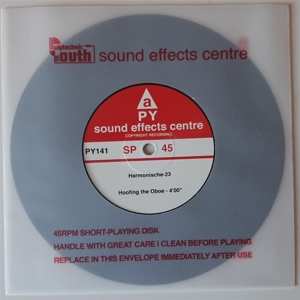 outh sound effects centre
a
PY
sound effects centre
[COPYRIGHT RECORDING]
PY141 SP 45
Harmonische-23
Hoofing the Oboe - 4'00"
45RPM SHORT-PLAYING DISK
HANDLE WITH GREAT CARE / CLEAN BEFORE PLAYING
REPLACE IN THIS ENVELOPE IMMEDIATELY AFTER USE